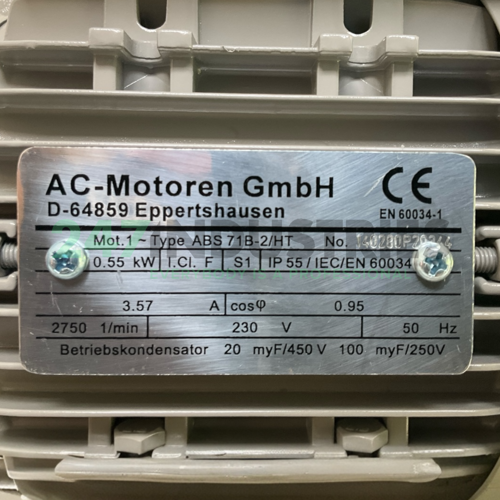 AC-Motoren GmbH CE
D-64859 Eppertshausen EN 60034-1
Mot.1 ~ Type ABS 71B-2/HT No.
0.55 kW I.Cl. F S1 IP 55 / IEC/EN 60034
3.57 A cosφ 0.95
2750 1/min 230 V 50 Hz
Betriebskondensator 20 myF/450 V 100 myF/250V